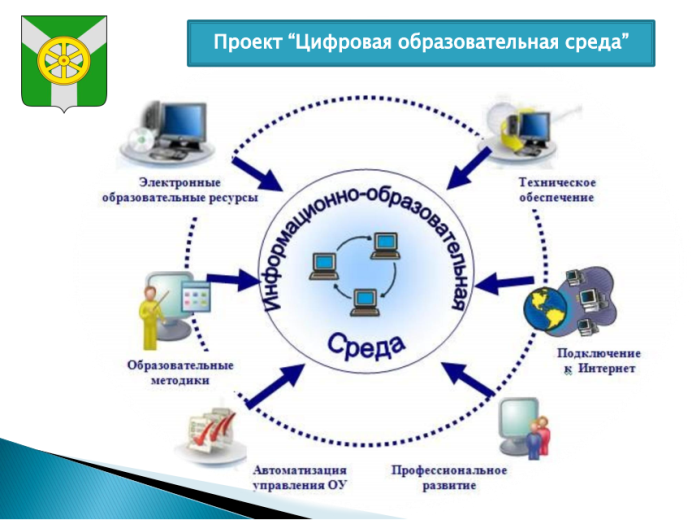 Проект “Цифровая образовательная среда”
Электронные
образовательные ресурсы
Техническое
обеспечение
Информационно-образовательная
Среда
Образовательные
методики
Подключение
к Интернет
Автоматизация
управления ОУ
Профессиональное
развитие